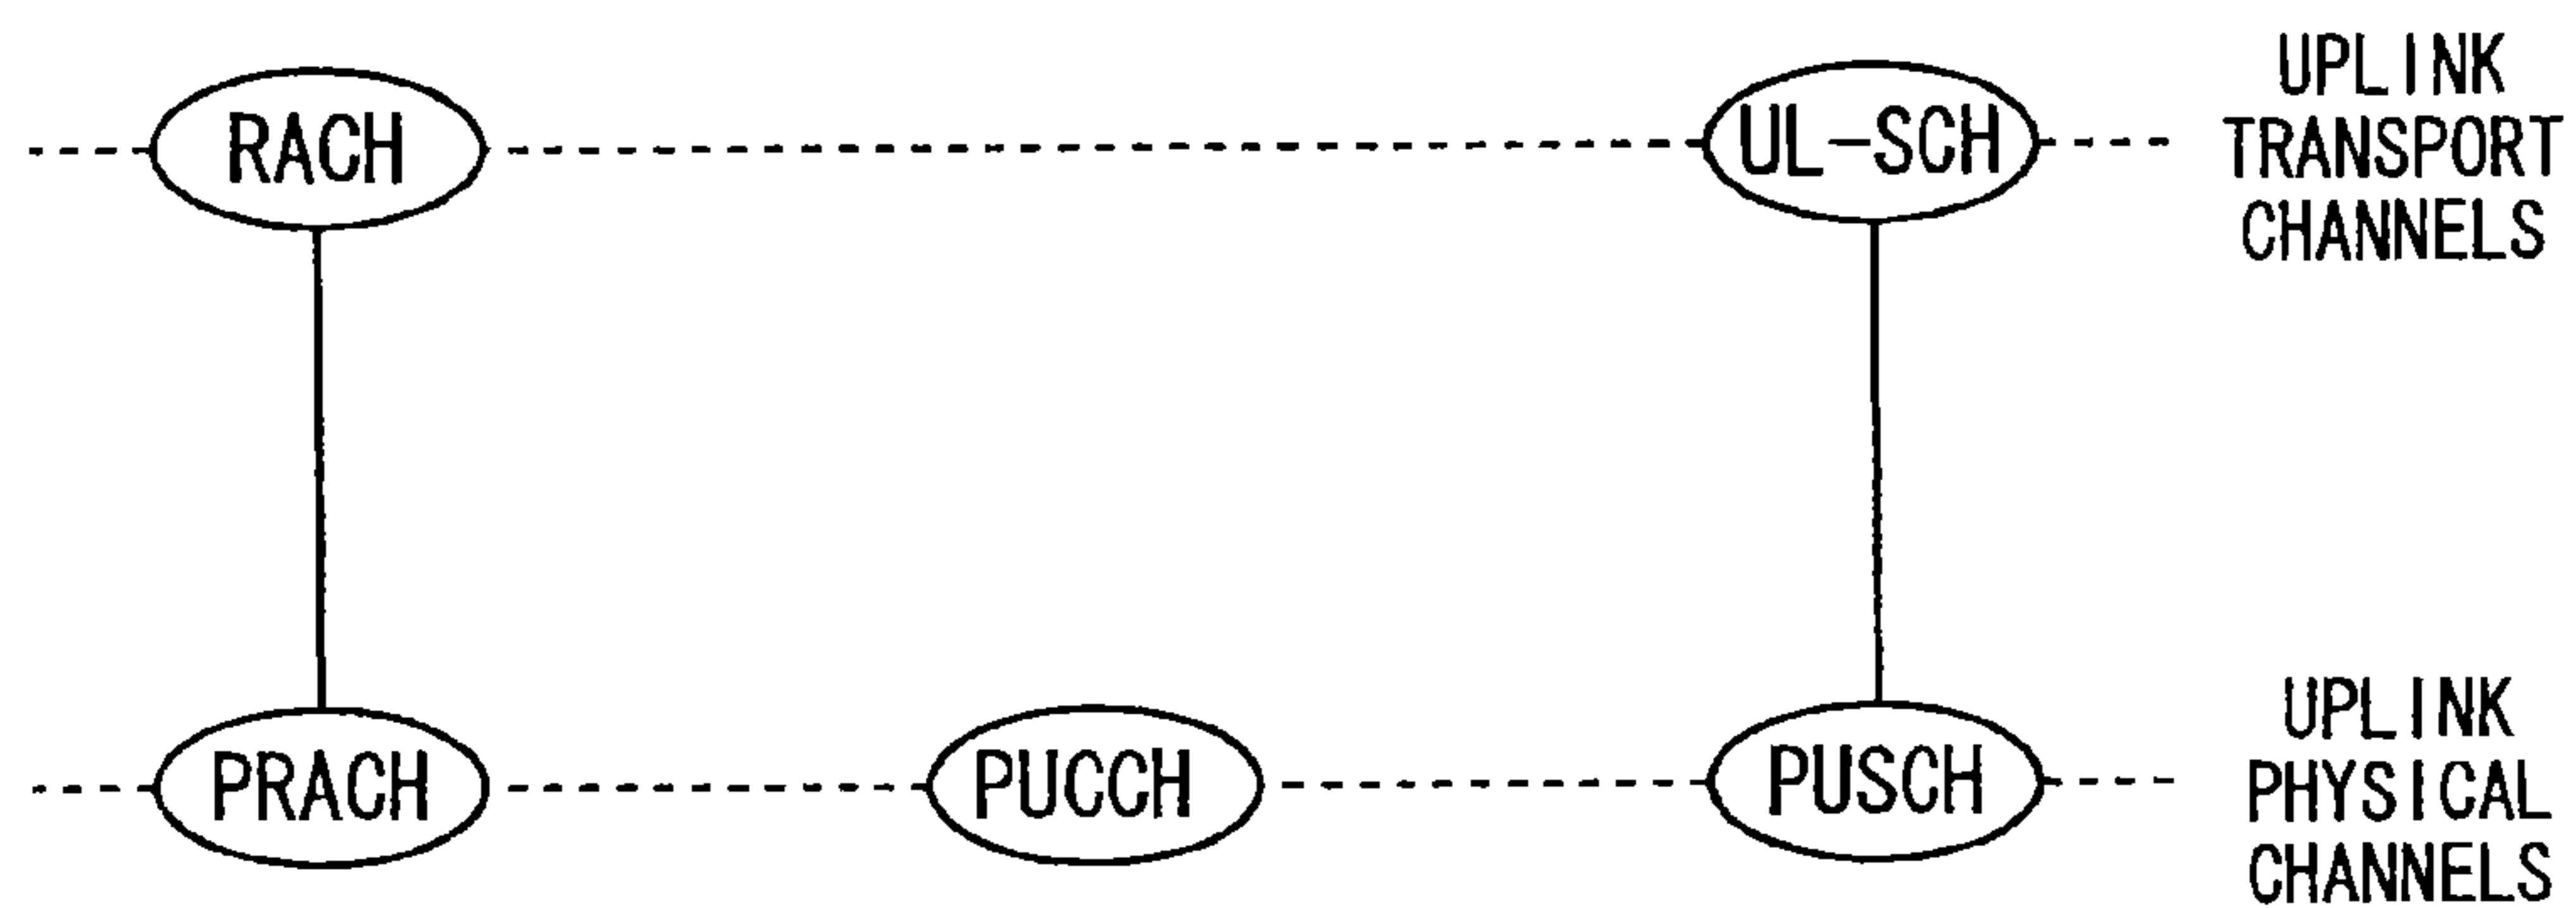 RACH
UL-SCH
UPLINK
TRANSPORT
CHANNELS
PRACH
PUCCH
PUSCH
UPLINK
PHYSICAL
CHANNELS